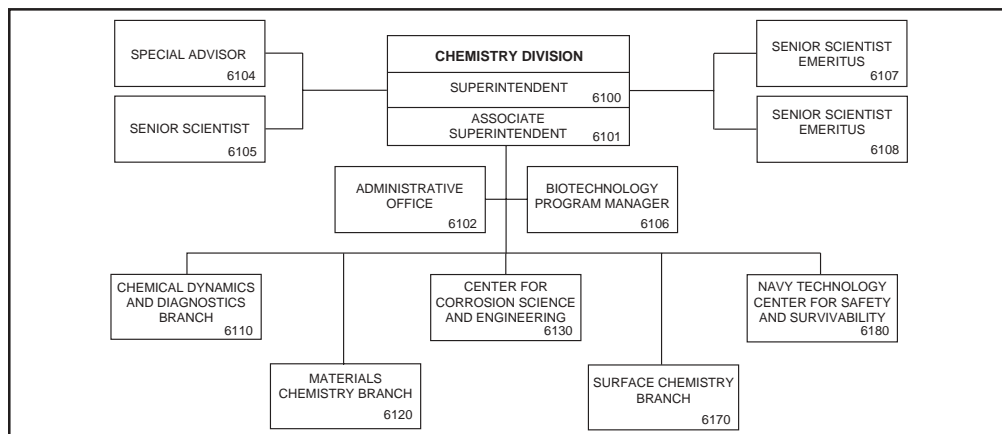 SPECIAL ADVISOR
6104
SENIOR SCIENTIST
6105
CHEMISTRY DIVISION
SUPERINTENDENT
6100
ASSOCIATE
SUPERINTENDENT
6101
SENIOR SCIENTIST
EMERITUS
6107
SENIOR SCIENTIST
EMERITUS
6108
ADMINISTRATIVE
OFFICE
6102
BIOTECHNOLOGY
PROGRAM MANAGER
6106
CHEMICAL DYNAMICS
AND DIAGNOSTICS
BRANCH
6110
CENTER FOR
CORROSION SCIENCE
AND ENGINEERING
6130
NAVY TECHNOLOGY
CENTER FOR SAFETY
AND SURVIVABILITY
6180
MATERIALS
CHEMISTRY BRANCH
6120
SURFACE CHEMISTRY
BRANCH
6170